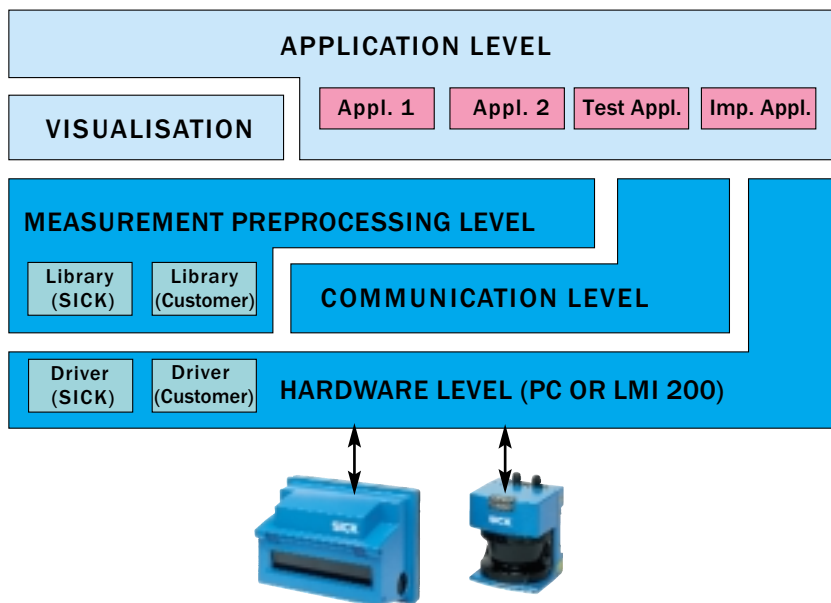 APPLICATION LEVEL
Appl. 1
Appl. 2
Test Appl.
Imp. Appl.
VISUALISATION
MEASUREMENT PREPROCESSING LEVEL
Library
(SICK)
Library
(Customer)
COMMUNICATION LEVEL
Driver
(SICK)
Driver
(Customer)
HARDWARE LEVEL (PC OR LMI 200)
SICK
SICK